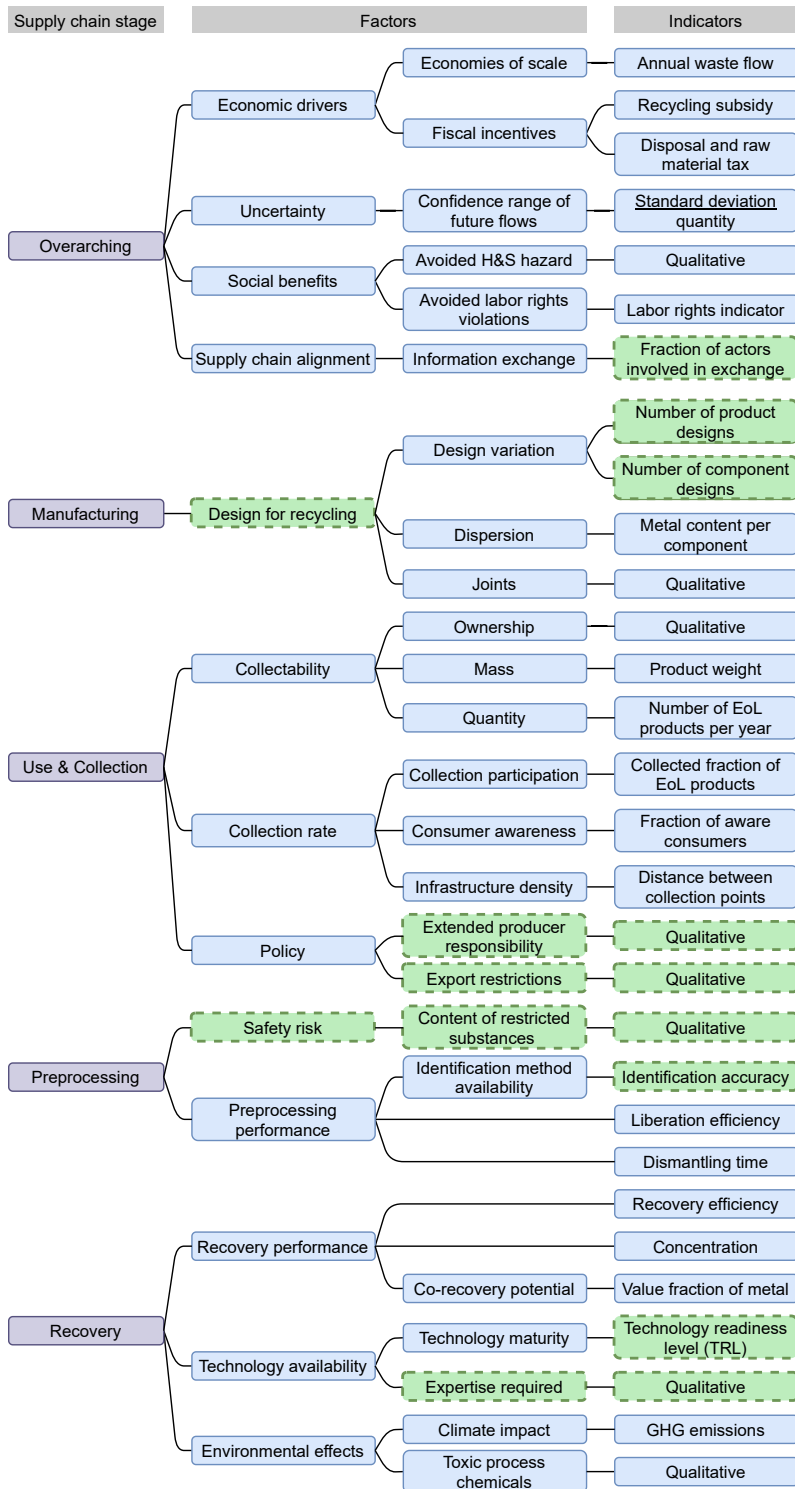 Supply chain stage
Factors
Indicators
Overarching
Economic drivers
Economies of scale
Annual waste flow
Fiscal incentives
Recycling subsidy
Disposal and raw
material tax
Uncertainty
Confidence range of
future flows
Standard deviation
quantity
Social benefits
Avoided H&S hazard
Qualitative
Avoided labor rights
violations
Labor rights indicator
Supply chain alignment
Information exchange
Fraction of actors
involved in exchange
Manufacturing
Design for recycling
Design variation
Number of product
designs
Number of component
designs
Dispersion
Metal content per
component
Joints
Qualitative
Use & Collection
Collectability
Ownership
Qualitative
Mass
Product weight
Quantity
Number of EoL
products per year
Collection rate
Collection participation
Collected fraction of
EoL products
Consumer awareness
Fraction of aware
consumers
Infrastructure density
Distance between
collection points
Policy
Extended producer
responsibility
Qualitative
Export restrictions
Qualitative
Preprocessing
Safety risk
Content of restricted
substances
Qualitative
Preprocessing
performance
Identification method
availability
Identification accuracy
Liberation efficiency
Dismantling time
Recovery
Recovery performance
Recovery efficiency
Concentration
Co-recovery potential
Value fraction of metal
Technology availability
Technology maturity
Technology readiness
level (TRL)
Expertise required
Qualitative
Environmental effects
Climate impact
GHG emissions
Toxic process
chemicals
Qualitative